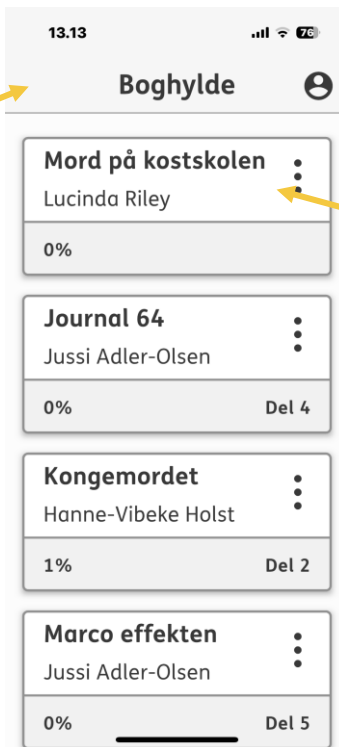 13.13
76
Boghylde
Mord på kostskolen
Lucinda Riley
0%
Journal 64
Jussi Adler-Olsen
0% Del 4
Kongemordet
Hanne-Vibeke Holst
1% Del 2
Marco effekten
Jussi Adler-Olsen
0% Del 5